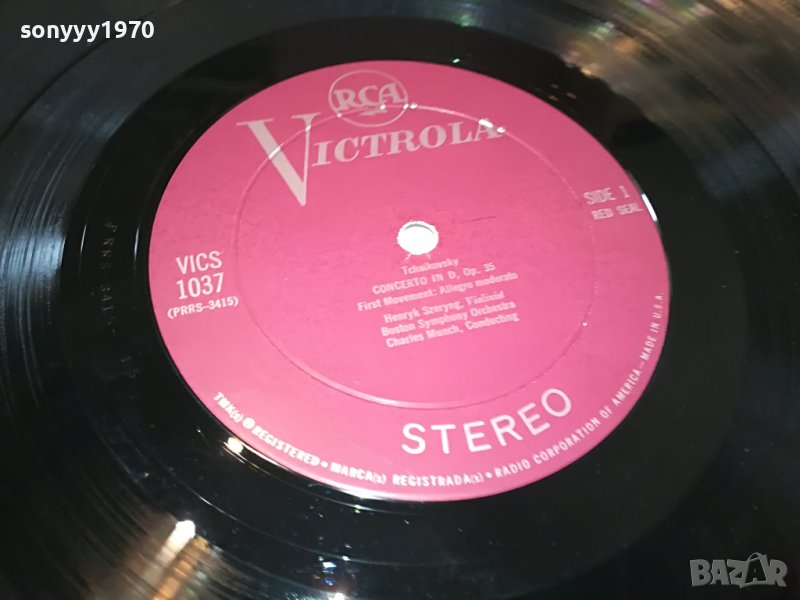 sonyyy1970
RCA
VICTROLA
SIDE 1
RED SEAL
VICS
1037
(PRRS-3415)
Tchaikovsky
CONCERTO IN D, Op. 35
First Movement: Allegro moderato
Henryk Szeryng, Violinist
Boston Symphony Orchestra
Charles Munch, Conducting
STEREO
TMK(s) ® REGISTERED • MARCA(s) REGISTRADA(s) • RADIO CORPORATION OF AMERICA—MADE IN U.S.A.
BAZAR